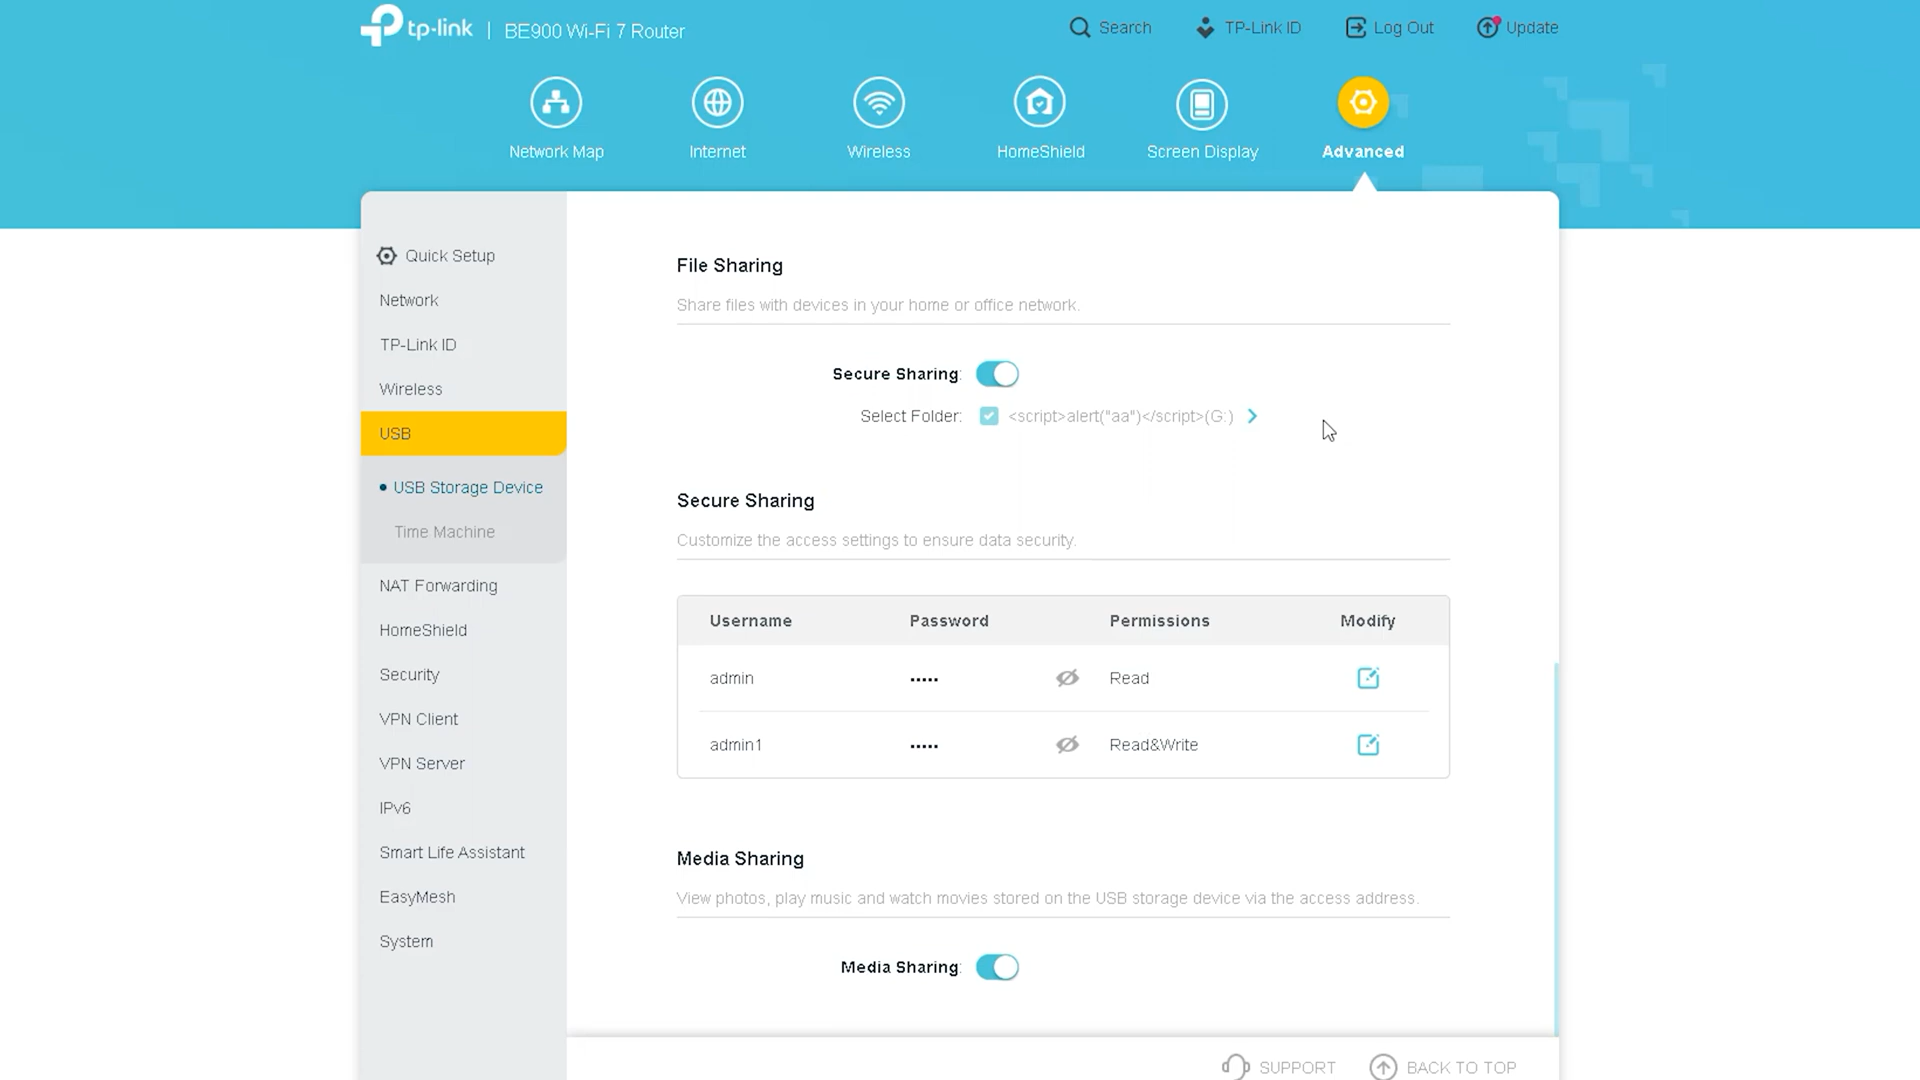 tp-link | BE900 Wi-Fi 7 Router
Search
TP-Link ID
Log Out
Update
Network Map
Internet
Wireless
HomeShield
Screen Display
Advanced
Quick Setup
Network
TP-Link ID
Wireless
USB
USB Storage Device
Time Machine
NAT Forwarding
HomeShield
Security
VPN Client
VPN Server
IPv6
Smart Life Assistant
EasyMesh
System
File Sharing
Share files with devices in your home or office network.
Secure Sharing:
Select Folder: <script>alert("aa")</script>(G:)
Secure Sharing
Customize the access settings to ensure data security.
Username Password Permissions Modify
admin ••••• Read
admin1 ••••• Read&Write
Media Sharing
View photos, play music and watch movies stored on the USB storage device via the access address.
Media Sharing:
SUPPORT
BACK TO TOP